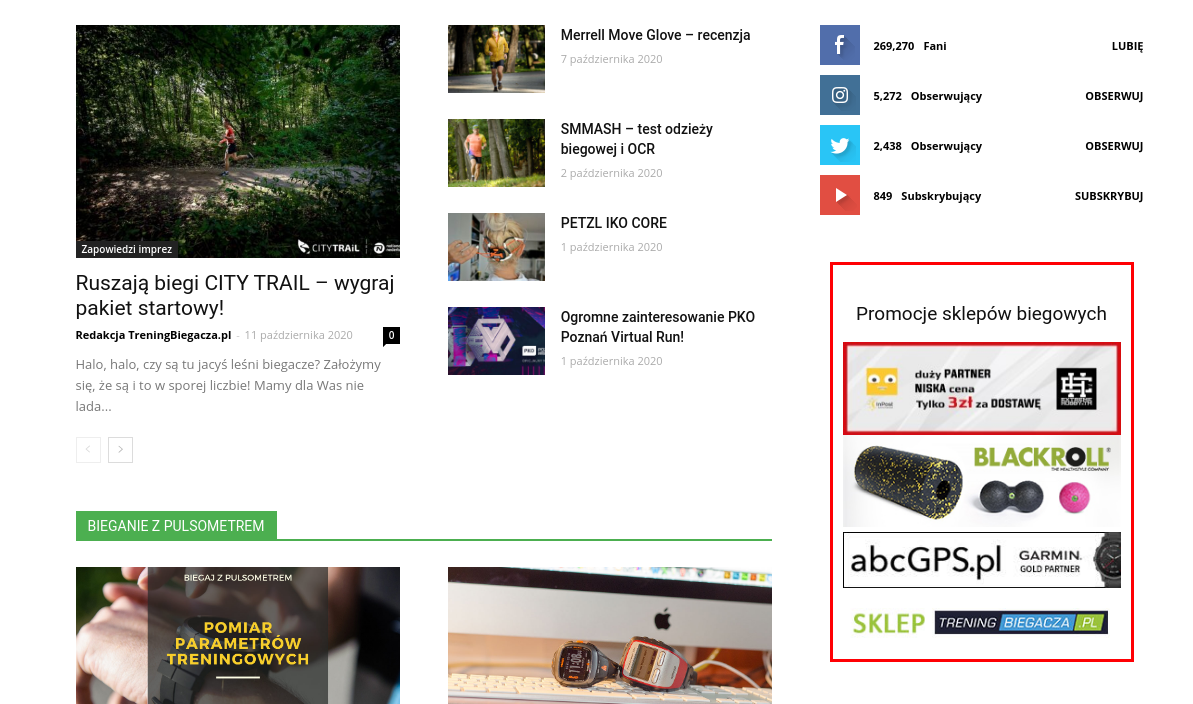 CITYTRAIL
Zapowiedzi imprez
Ruszają biegi CITY TRAIL – wygraj
pakiet startowy!
Redakcja TreningBiegacza.pl - 11 października 2020
0
Halo, halo, czy są tu jacyś leśni biegacze? Założymy
się, że są i to w sporej liczbie! Mamy dla Was nie
lada...
Merrell Move Glove – recenzja
7 października 2020
SMMASH – test odzieży
biegowej i OCR
2 października 2020
PETZL IKO CORE
1 października 2020
Ogromne zainteresowanie PKO
Poznań Virtual Run!
1 października 2020
269,270 Fani LUBIĘ
5,272 Obserwujący OBSERWUJ
2,438 Obserwujący OBSERWUJ
849 Subskrybujący SUBSKRYBUJ
Promocje sklepów biegowych
duży PARTNER
NISKA cena
Tylko 3zł za DOSTAWĘ
InPost
BLACKROLL®
THE HEALTHSTYLE COMPANY
abcGPS.pl
GARMIN.
GOLD PARTNER
SKLEP TRENING BIEGACZA .PL
BIEGANIE Z PULSOMETREM
BIEGAJ Z PULSOMETREM
POMIAR
PARAMETRÓW
TRENINGOWYCH